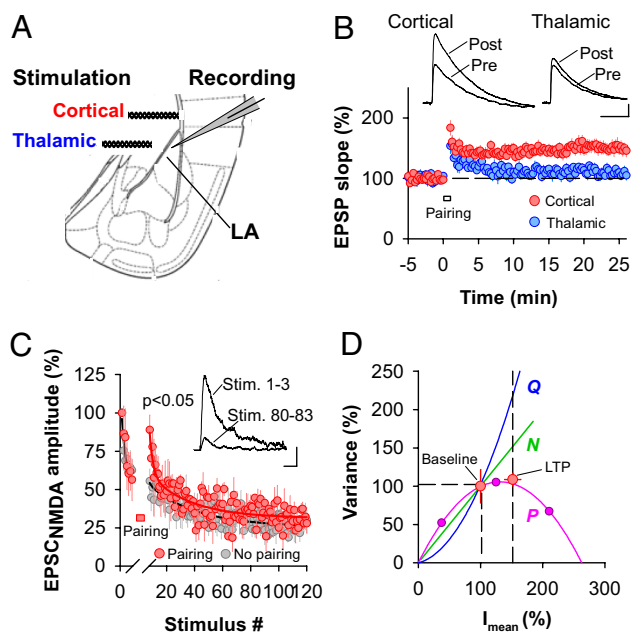 A
Stimulation
Recording
Cortical
Thalamic
LA
B
Cortical
Thalamic
Post
Pre
Post
Pre
EPSP slope (%)
200
100
0
Pairing
Cortical
Thalamic
-5 0 5 10 15 20 25
Time (min)
C
EPSC NMDA amplitude (%)
125
100
75
50
25
0
p<0.05
Stim. 1-3
Stim. 80-83
Pairing
Pairing
No pairing
0 20 40 60 80 100 120
Stimulus #
D
Variance (%)
250
200
150
100
50
0
Q
N
P
Baseline
LTP
0 100 200 300
I mean (%)